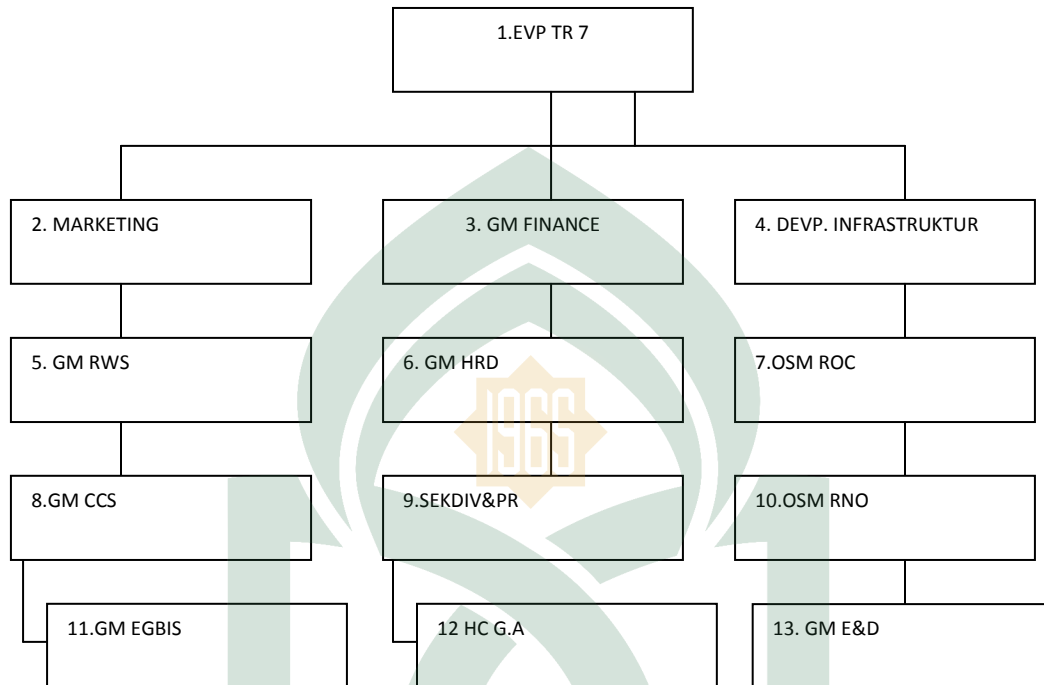 1.EVP TR 7
2. MARKETING
3. GM FINANCE
4. DEVP. INFRASTRUKTUR
5. GM RWS
6. GM HRD
7.OSM ROC
1965
8.GM CCS
9.SEKDIV&PR
10.OSM RNO
11.GM EGBIS
12 HC G.A
13. GM E&D